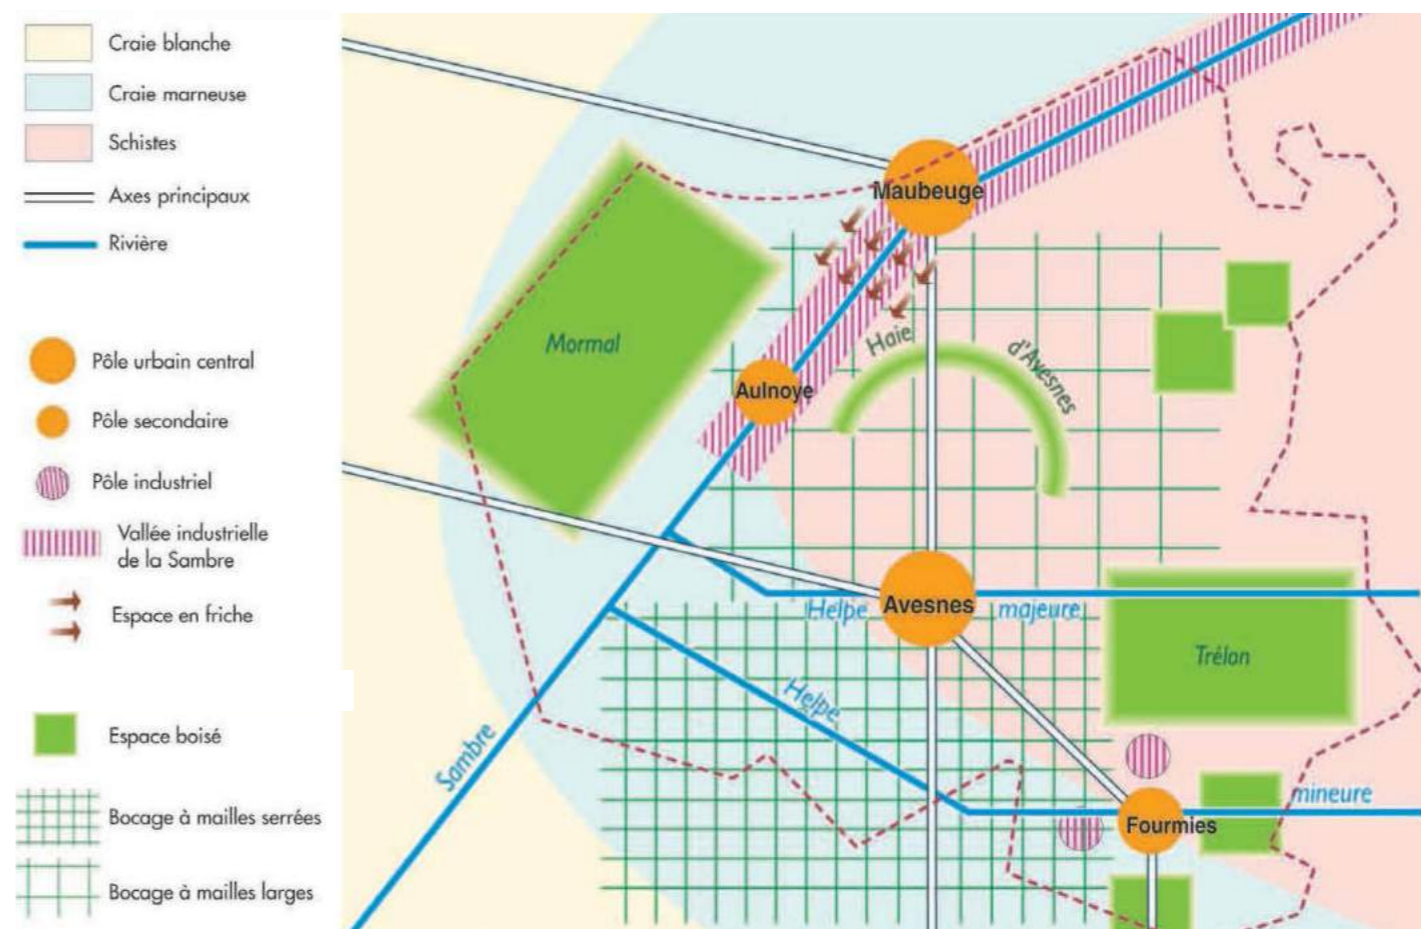 Craie blanche
Craie marneuse
Schistes
Axes principaux
Rivière
Pôle urbain central
Pôle secondaire
Pôle industriel
Vallée industrielle
de la Sambre
Espace en friche
Espace boisé
Bocage à mailles serrées
Bocage à mailles larges
Maubeuge
Mormal
Haie
d'Avesnes
Aulnoye
Avesnes
Helpe
majeure
Trélon
Helpe
Sambre
mineure
Fourmies